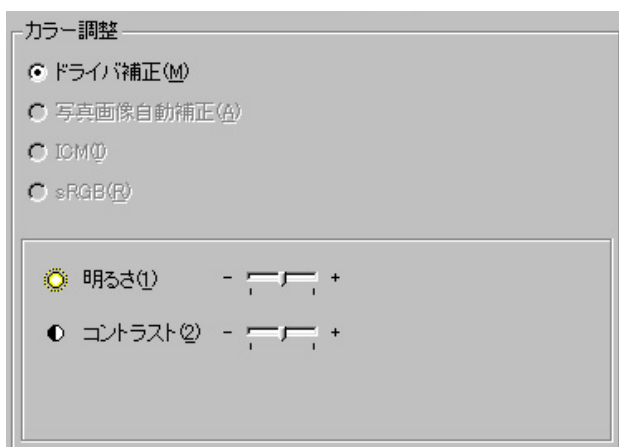 カラー調整
ドライバ補正(M)
写真画像自動補正(A)
ICM(I)
sRGB(R)
明るさ(1) - +
コントラスト(2) - +